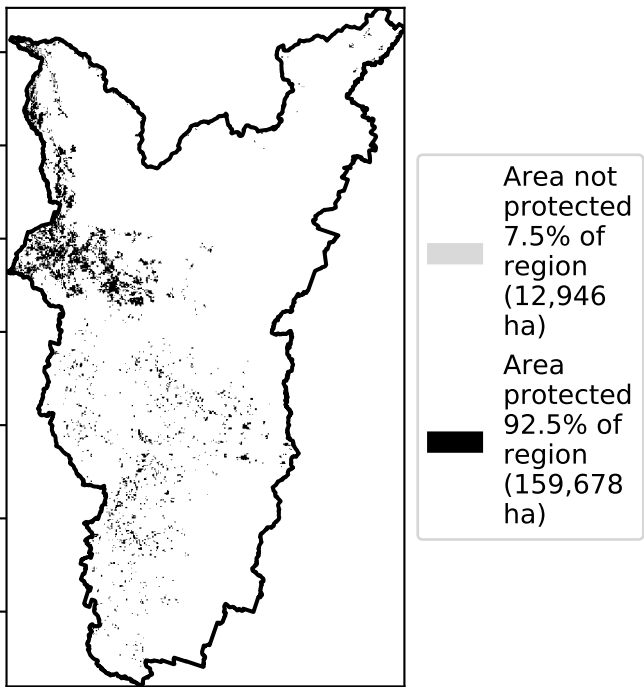 Area not
protected
7.5% of
region
(12,946
ha)
Area
protected
92.5% of
region
(159,678
ha)